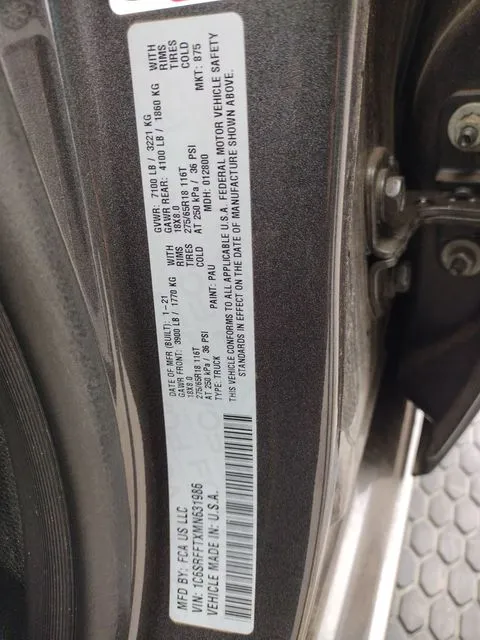 MFD BY: FCA US LLC
VIN: 1C6SRFFTXMN631986
VEHICLE MADE IN: U.S.A.
DATE OF MFR (BUILT): 1-21
GAWR FRONT: 3900 LB / 1770 KG WITH
18X8.0 RIMS
275/65R18 116T TIRES
AT 250 kPa / 36 PSI COLD
TYPE: TRUCK PAINT: PAU
GVWR: 7100 LB / 3221 KG
GAWR REAR: 4100 LB / 1860 KG WITH
18X8.0 RIMS
275/65R18 116T TIRES
AT 250 kPa / 36 PSI COLD
MDH: 012800 MKT: 875
THIS VEHICLE CONFORMS TO ALL APPLICABLE U.S.A. FEDERAL MOTOR VEHICLE SAFETY
STANDARDS IN EFFECT ON THE DATE OF MANUFACTURE SHOWN ABOVE.